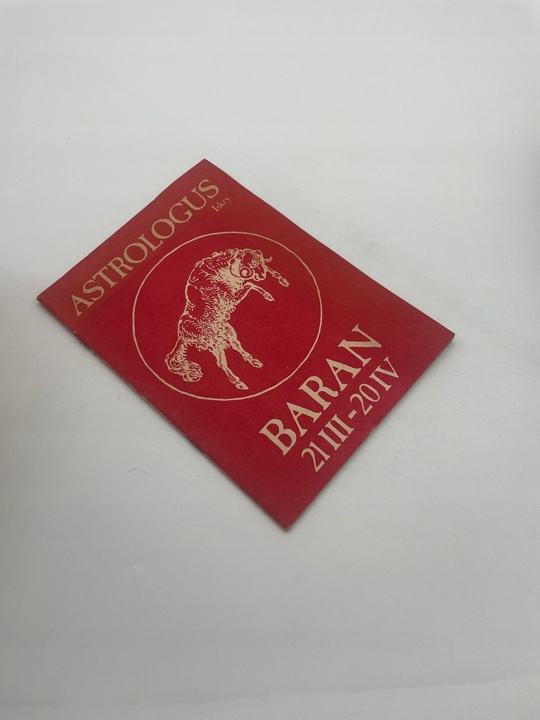 ASTROLOGUS
Iskry
BARAN
21 III-20 IV